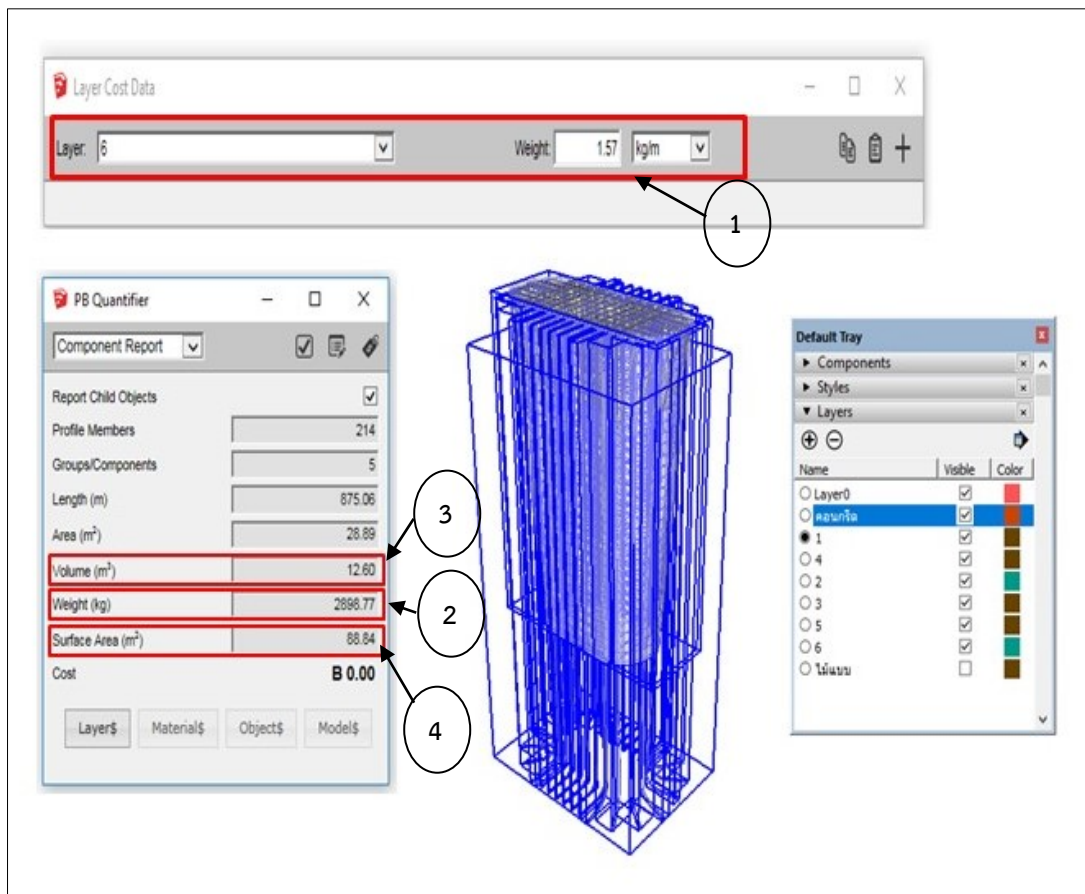 Layer Cost Data
Layer: 6 Weight: 1.57 kg/m
1
PB Quantifier
Component Report
Report Child Objects
Profile Members 214
Groups/Components 5
Length (m) 875.06
Area (m²) 28.89
Volume (m³) 12.60
Weight (kg) 2898.77
Surface Area (m²) 88.84
Cost B 0.00
Layer$ Material$ Object$ Model$
3
2
4
Default Tray
Components
Styles
Layers
Name Visible Color
Layer0
คอนกรีต
1
4
2
3
5
6
ไม้แบบ